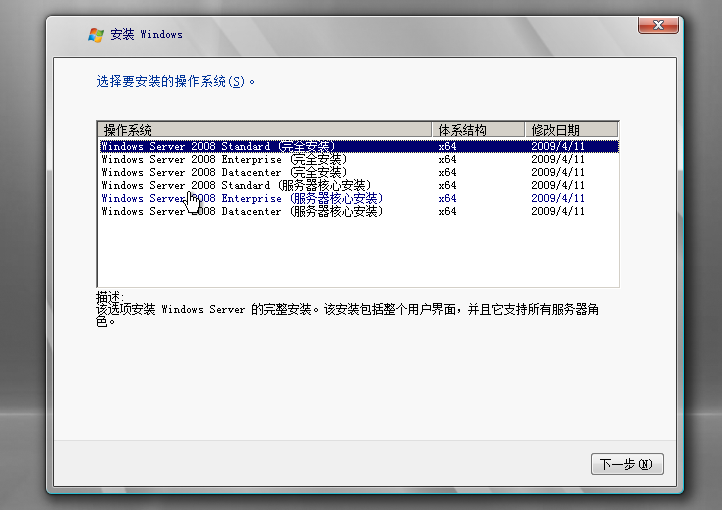 安装 Windows
选择要安装的操作系统(S)。
操作系统 体系结构 修改日期
Windows Server 2008 Standard (完全安装) x64 2009/4/11
Windows Server 2008 Enterprise (完全安装) x64 2009/4/11
Windows Server 2008 Datacenter (完全安装) x64 2009/4/11
Windows Server 2008 Standard (服务器核心安装) x64 2009/4/11
Windows Server 2008 Enterprise (服务器核心安装) x64 2009/4/11
Windows Server 2008 Datacenter (服务器核心安装) x64 2009/4/11
描述:
该选项安装 Windows Server 的完整安装。该安装包括整个用户界面，并且它支持所有服务器角
色。
下一步(N)